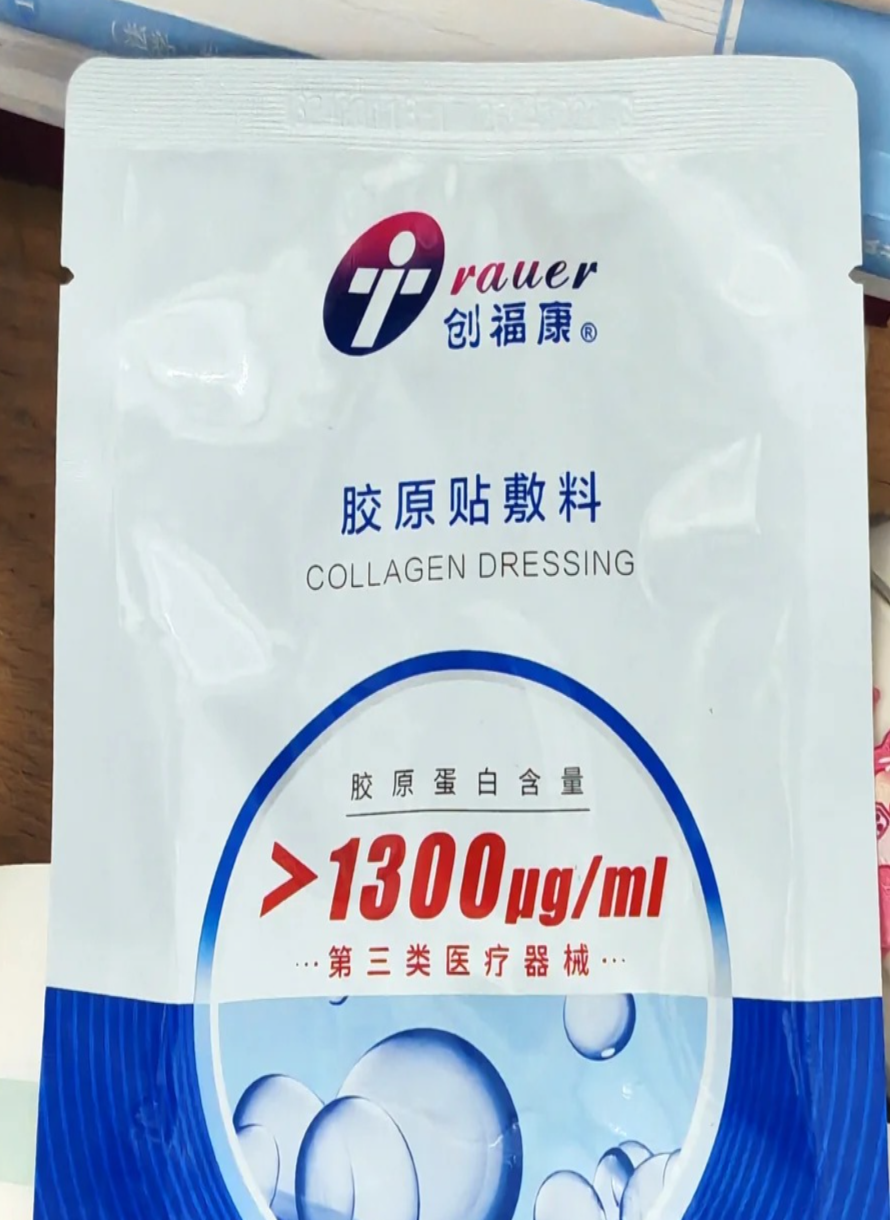 rauer
创福康®
胶原贴敷料
COLLAGEN DRESSING
胶原蛋白含量
>1300μg/ml
···第三类医疗器械···